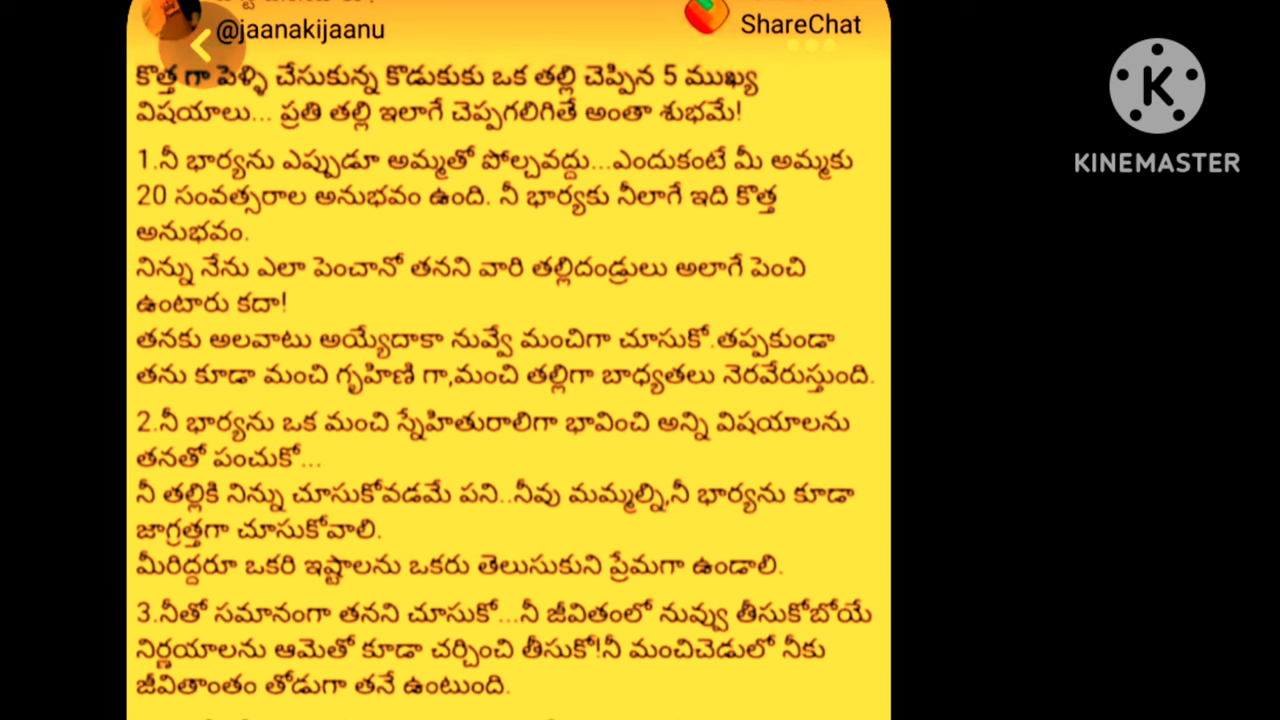 @jaanakijaanu
ShareChat
కొత్త గా పెళ్ళి చేసుకున్న కొడుకుకు ఒక తల్లి చెప్పిన 5 ముఖ్య
విషయాలు... ప్రతి తల్లి ఇలాగే చెప్పగలిగితే అంతా శుభమే!
1.నీ భార్యను ఎప్పుడూ అమ్మతో పోల్చవద్దు...ఎందుకంటే మీ అమ్మకు
20 సంవత్సరాల అనుభవం ఉంది. నీ భార్యకు నీలాగే ఇది కొత్త
అనుభవం.
నిన్ను నేను ఎలా పెంచానో తనని వారి తల్లిదండ్రులు అలాగే పెంచి
ఉంటారు కదా!
తనకు అలవాటు అయ్యేదాకా నువ్వే మంచిగా చూసుకో.తప్పకుండా
తను కూడా మంచి గృహిణి గా,మంచి తల్లిగా బాధ్యతలు నెరవేరుస్తుంది.
2.నీ భార్యను ఒక మంచి స్నేహితురాలిగా భావించి అన్ని విషయాలను
తనతో పంచుకో...
నీ తల్లికి నిన్ను చూసుకోవడమే పని..నీవు మమ్మల్ని,నీ భార్యను కూడా
జాగ్రత్తగా చూసుకోవాలి.
మీరిద్దరూ ఒకరి ఇష్టాలను ఒకరు తెలుసుకుని ప్రేమగా ఉండాలి.
3.నీతో సమానంగా తనని చూసుకో...నీ జీవితంలో నువ్వు తీసుకోబోయే
నిర్ణయాలను ఆమెతో కూడా చర్చించి తీసుకో!నీ మంచిచెడులో నీకు
జీవితాంతం తోడుగా తనే ఉంటుంది.
K
KINEMASTER